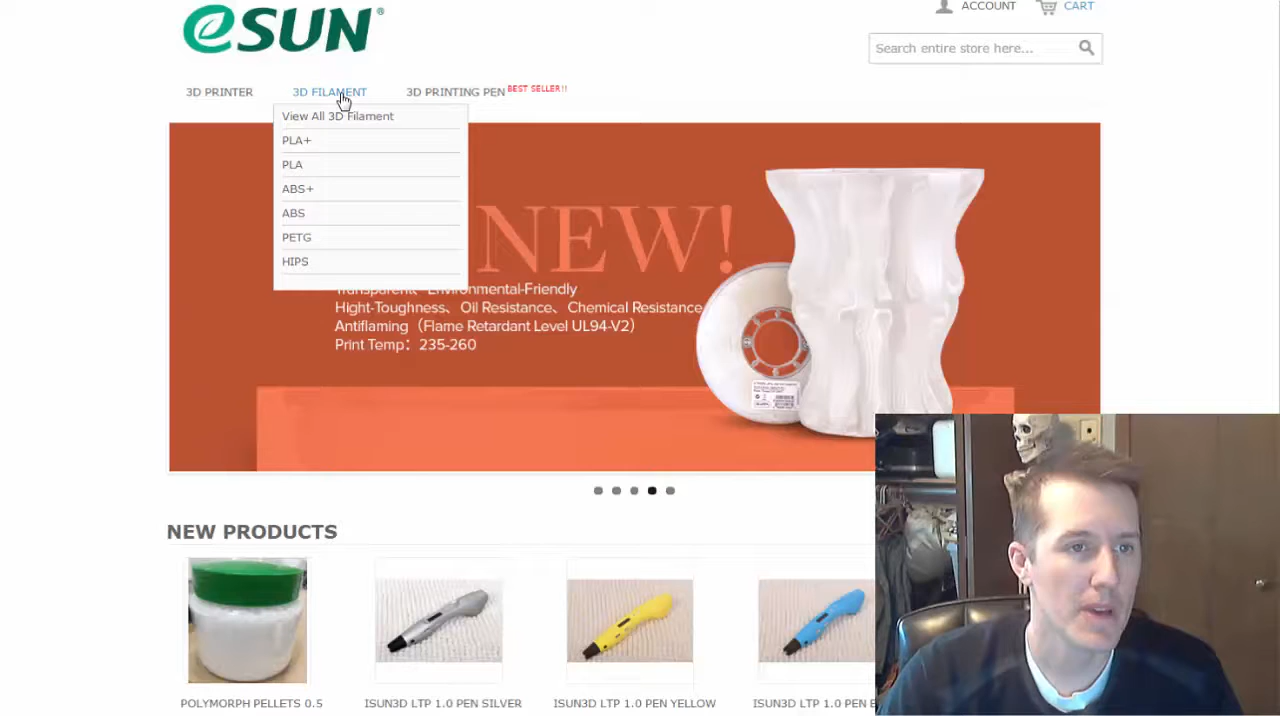 eSUN
ACCOUNT
CART
Search entire store here...
3D PRINTER
3D FILAMENT
3D PRINTING PEN
BEST SELLER!!
View All 3D Filament
PLA+
PLA
ABS+
ABS
PETG
HIPS
NEW!
Transparent、Environmental-Friendly
Hight-Toughness、Oil Resistance、Chemical Resistance
Antiflaming（Flame Retardant Level UL94-V2）
Print Temp：235-260
NEW PRODUCTS
POLYMORPH PELLETS 0.5
ISUN3D LTP 1.0 PEN SILVER
ISUN3D LTP 1.0 PEN YELLOW
ISUN3D LTP 1.0 PEN